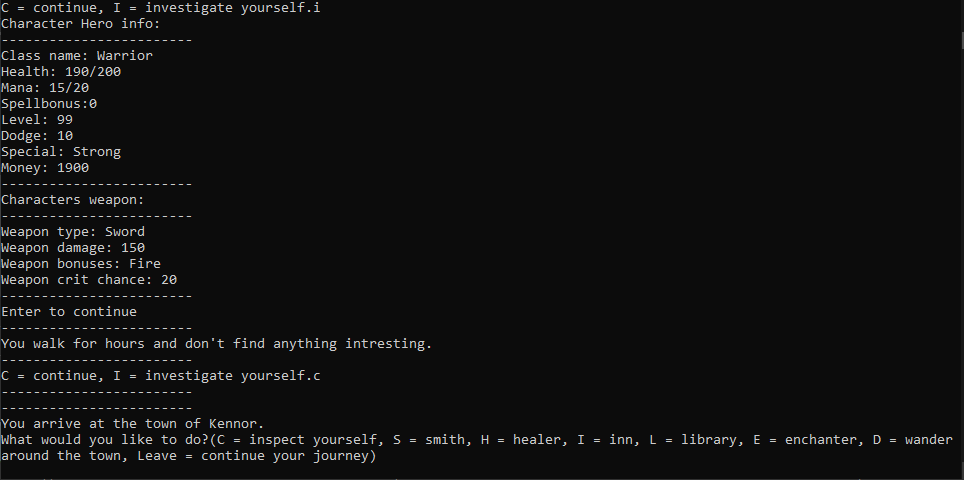 C = continue, I = investigate yourself.i
Character Hero info:
------------------------
Class name: Warrior
Health: 190/200
Mana: 15/20
Spellbonus:0
Level: 99
Dodge: 10
Special: Strong
Money: 1900
------------------------
Characters weapon:
------------------------
Weapon type: Sword
Weapon damage: 150
Weapon bonuses: Fire
Weapon crit chance: 20
------------------------
Enter to continue
------------------------
You walk for hours and don't find anything intresting.
------------------------
C = continue, I = investigate yourself.c
------------------------
------------------------
You arrive at the town of Kennor.
What would you like to do?(C = inspect yourself, S = smith, H = healer, I = inn, L = library, E = enchanter, D = wander
around the town, Leave = continue your journey)